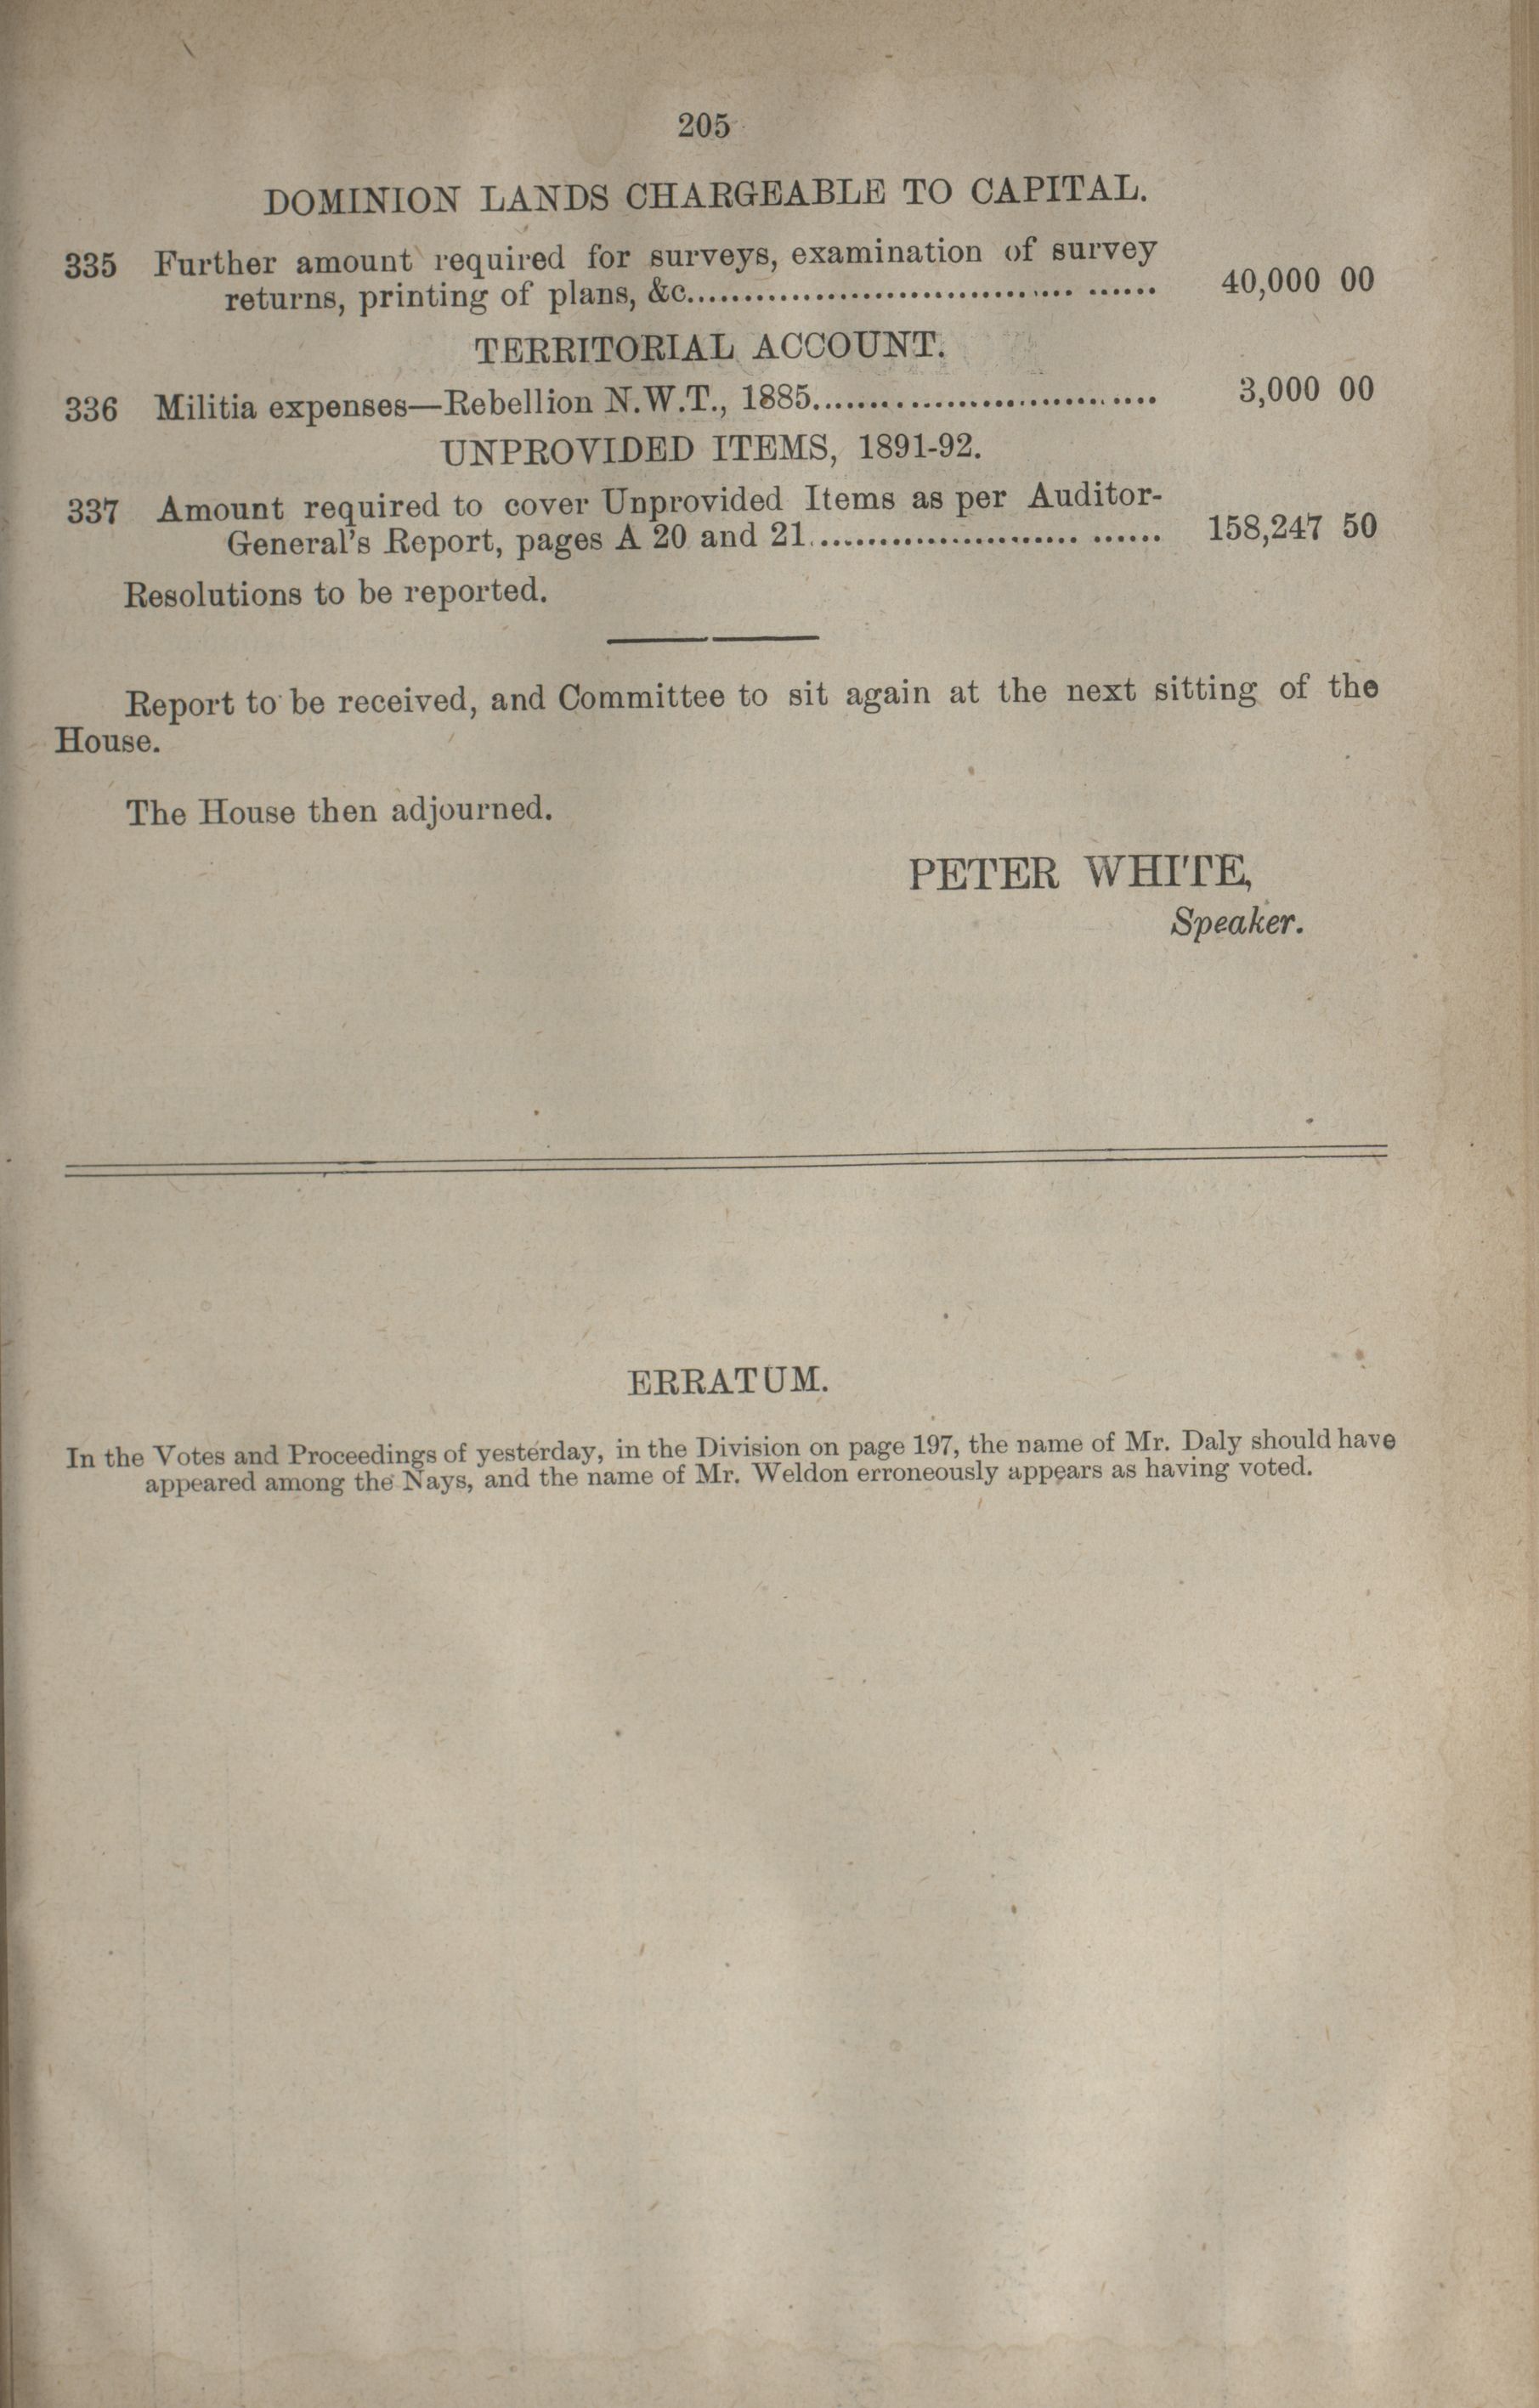 205
DOMINION LANDS CHARGEABLE TO CAPITAL.
335 Further amount required for surveys, examination of survey
returns, printing of plans, &c.................................... ...... 40,000 00
TERRITORIAL ACCOUNT.
336 Militia expenses—Rebellion N.W.T., 1885.............................. 3,000 00
UNPROVIDED ITEMS, 1891-92.
337 Amount required to cover Unprovided Items as per Auditor-
General's Report, pages A 20 and 21........................ ...... 158,247 50
Resolutions to be reported.
Report to be received, and Committee to sit again at the next sitting of the
House.
The House then adjourned.
PETER WHITE,
Speaker.
ERRATUM.
In the Votes and Proceedings of yesterday, in the Division on page 197, the name of Mr. Daly should have
appeared among the Nays, and the name of Mr. Weldon erroneously appears as having voted.